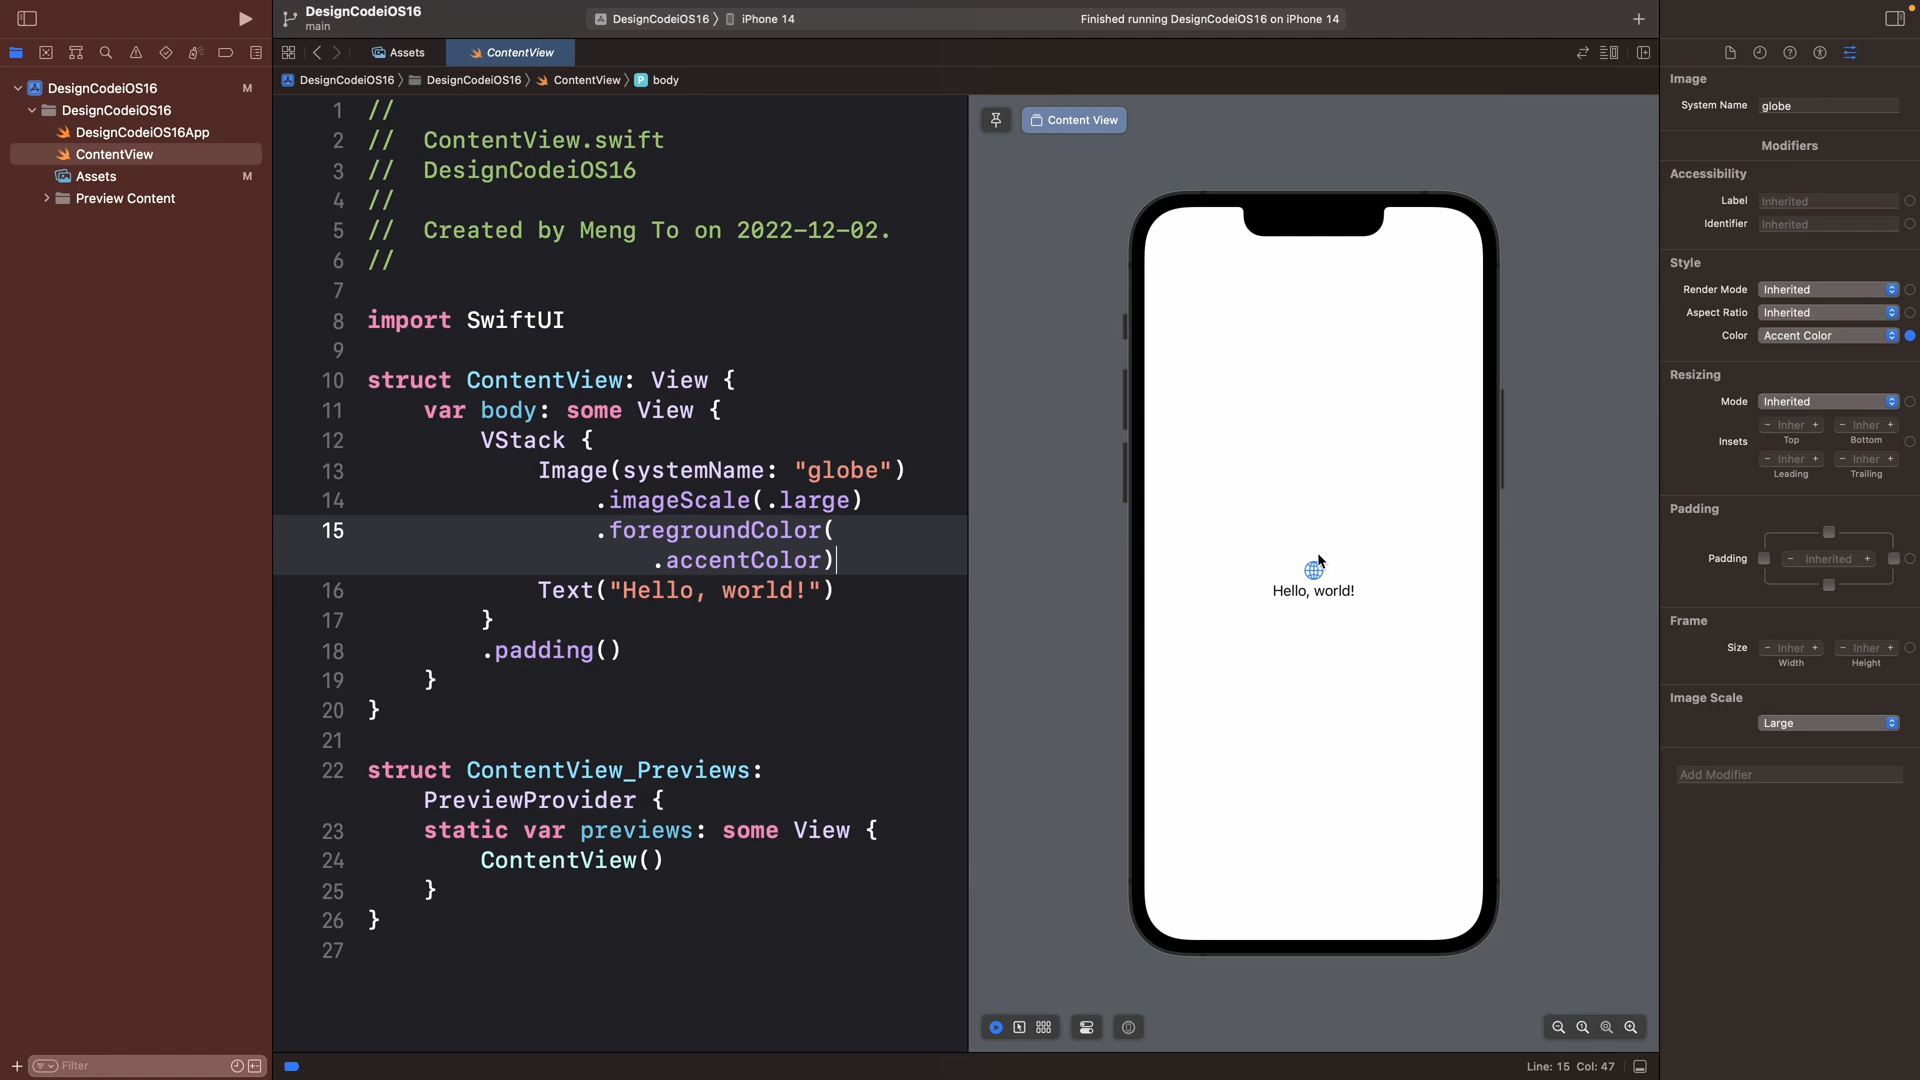 DesignCodeiOS16
main
DesignCodeiOS16 〉 iPhone 14
Finished running DesignCodeiOS16 on iPhone 14
Assets
ContentView
DesignCodeiOS16 〉 DesignCodeiOS16 〉 ContentView 〉 P body
DesignCodeiOS16 M
DesignCodeiOS16
DesignCodeiOS16App
ContentView
Assets M
Preview Content
Filter
1 //
2 //  ContentView.swift
3 //  DesignCodeiOS16
4 //
5 //  Created by Meng To on 2022-12-02.
6 //
7
8 import SwiftUI
9
10 struct ContentView: View {
11 var body: some View {
12 VStack {
13 Image(systemName: "globe")
14 .imageScale(.large)
15 .foregroundColor(
.accentColor)
16 Text("Hello, world!")
17 }
18 .padding()
19 }
20 }
21
22 struct ContentView_Previews:
PreviewProvider {
23 static var previews: some View {
24 ContentView()
25 }
26 }
27
Content View
Hello, world!
Line: 15 Col: 47
Image
System Name globe
Modifiers
Accessibility
Label Inherited
Identifier Inherited
Style
Render Mode Inherited
Aspect Ratio Inherited
Color Accent Color
Resizing
Mode Inherited
− Inher + − Inher +
Insets Top Bottom
− Inher + − Inher +
Leading Trailing
Padding
Padding − Inherited +
Frame
Size − Inher + − Inher +
Width Height
Image Scale
Large
Add Modifier